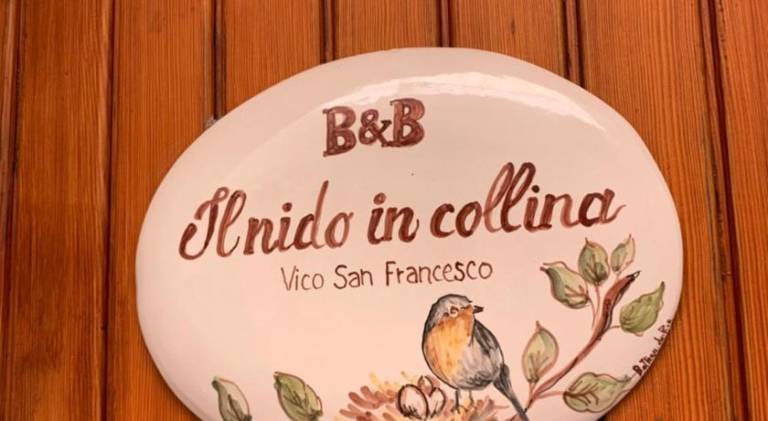 B&B
Il nido in collina
Vico San Francesco